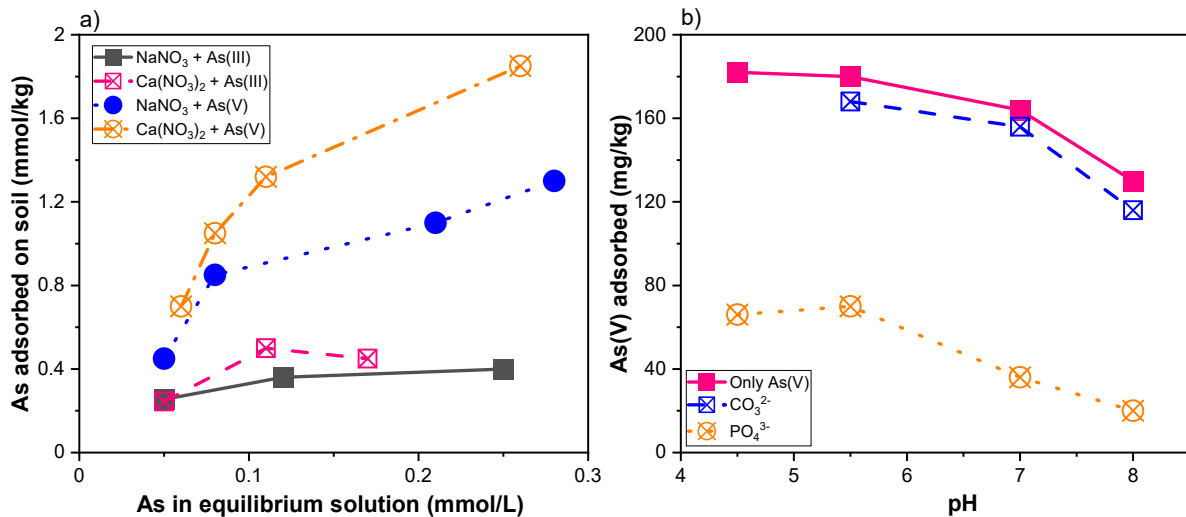 a)
As adsorbed on soil (mmol/kg)
2
1.6
1.2
0.8
0.4
0
NaNO₃ + As(III)
Ca(NO₃)₂ + As(III)
NaNO₃ + As(V)
Ca(NO₃)₂ + As(V)
0
0.1
0.2
0.3
As in equilibrium solution (mmol/L)
b)
As(V) adsorbed (mg/kg)
200
160
120
80
40
0
Only As(V)
CO₃²⁻
PO₄³⁻
4
5
6
7
8
pH